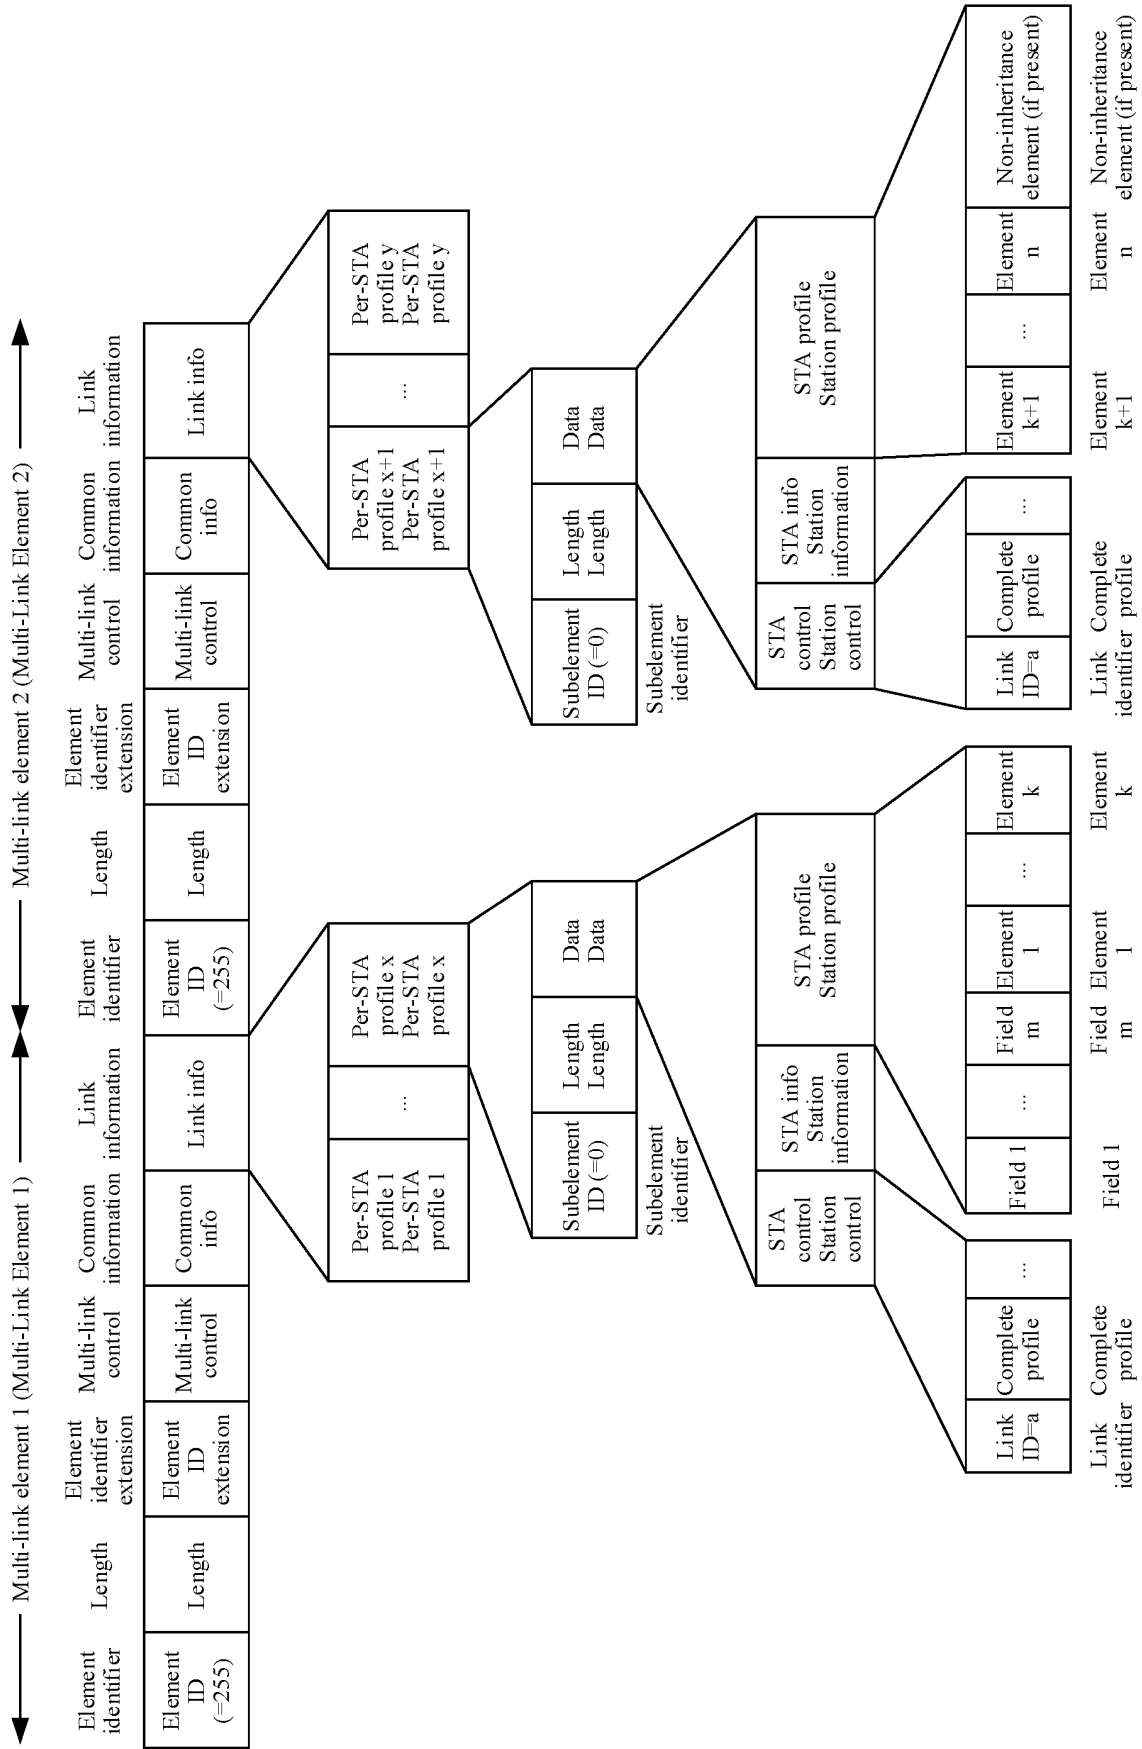 Multi-link element 1 (Multi-Link Element 1)
Multi-link element 2 (Multi-Link Element 2)
Element
identifier
Length
Element
identifier
extension
Multi-link
control
Common
information
Link
information
Element
identifier
Length
Element
identifier
extension
Multi-link
control
Common
information
Link
information
Element
ID
(=255)
Length
Element
ID
extension
Multi-link
control
Common
info
Link info
Element
ID
(=255)
Length
Element
ID
extension
Multi-link
control
Common
info
Link info
Per-STA
profile 1
Per-STA
profile 1
...
Per-STA
profile x
Per-STA
profile x
Per-STA
profile x+1
Per-STA
profile x+1
...
Per-STA
profile y
Per-STA
profile y
Subelement
ID (=0)
Length
Length
Data
Data
Subelement
identifier
Subelement
ID (=0)
Length
Length
Data
Data
Subelement
identifier
STA
control
Station
control
STA info
Station
information
STA profile
Station profile
STA
control
Station
control
STA info
Station
information
STA profile
Station profile
Link
ID=a
Complete
profile
...
Field 1
...
Field
m
Element
1
...
Element
k
Link
ID=a
Complete
profile
...
Element
k+1
...
Element
n
Non-inheritance
element (if present)
Link
identifier
Complete
profile
Field 1
Field
m
Element
1
Element
k
Link
identifier
Complete
profile
Element
k+1
Element
n
Non-inheritance
element (if present)